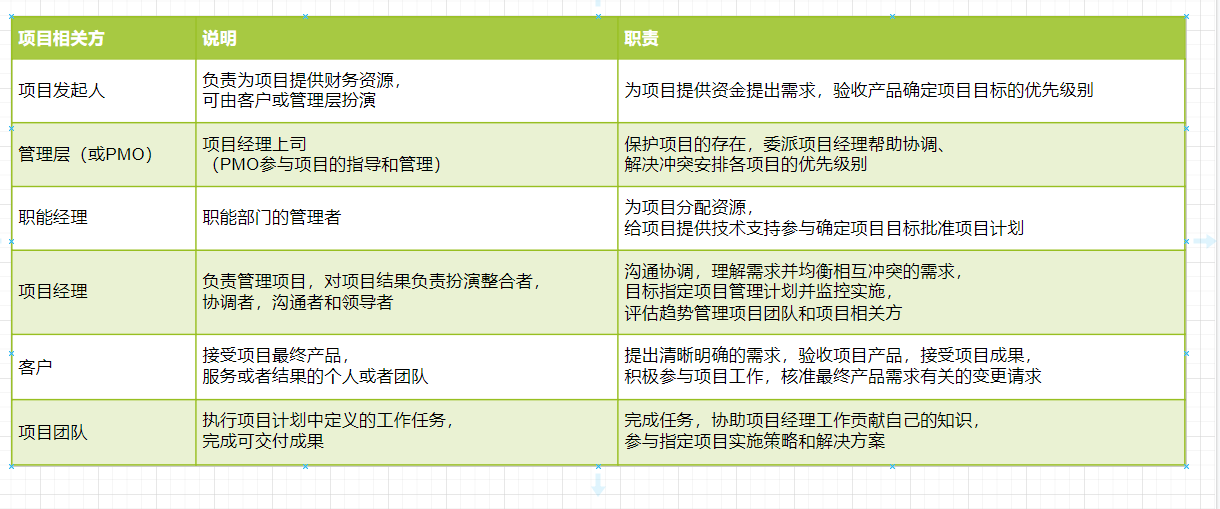 项目相关方 说明 职责
项目发起人
负责为项目提供财务资源，
可由客户或管理层扮演
为项目提供资金提出需求，验收产品确定项目目标的优先级别
管理层（或PMO）
项目经理上司
（PMO参与项目的指导和管理）
保护项目的存在，委派项目经理帮助协调、
解决冲突安排各项目的优先级别
职能经理
职能部门的管理者
为项目分配资源，
给项目提供技术支持参与确定项目目标批准项目计划
项目经理
负责管理项目，对项目结果负责扮演整合者，
协调者，沟通者和领导者
沟通协调，理解需求并均衡相互冲突的需求，
目标指定项目管理计划并监控实施，
评估趋势管理项目团队和项目相关方
客户
接受项目最终产品，
服务或者结果的个人或者团队
提出清晰明确的需求，验收项目产品，接受项目成果，
积极参与项目工作，核准最终产品需求有关的变更请求
项目团队
执行项目计划中定义的工作任务，
完成可交付成果
完成任务，协助项目经理工作贡献自己的知识，
参与指定项目实施策略和解决方案